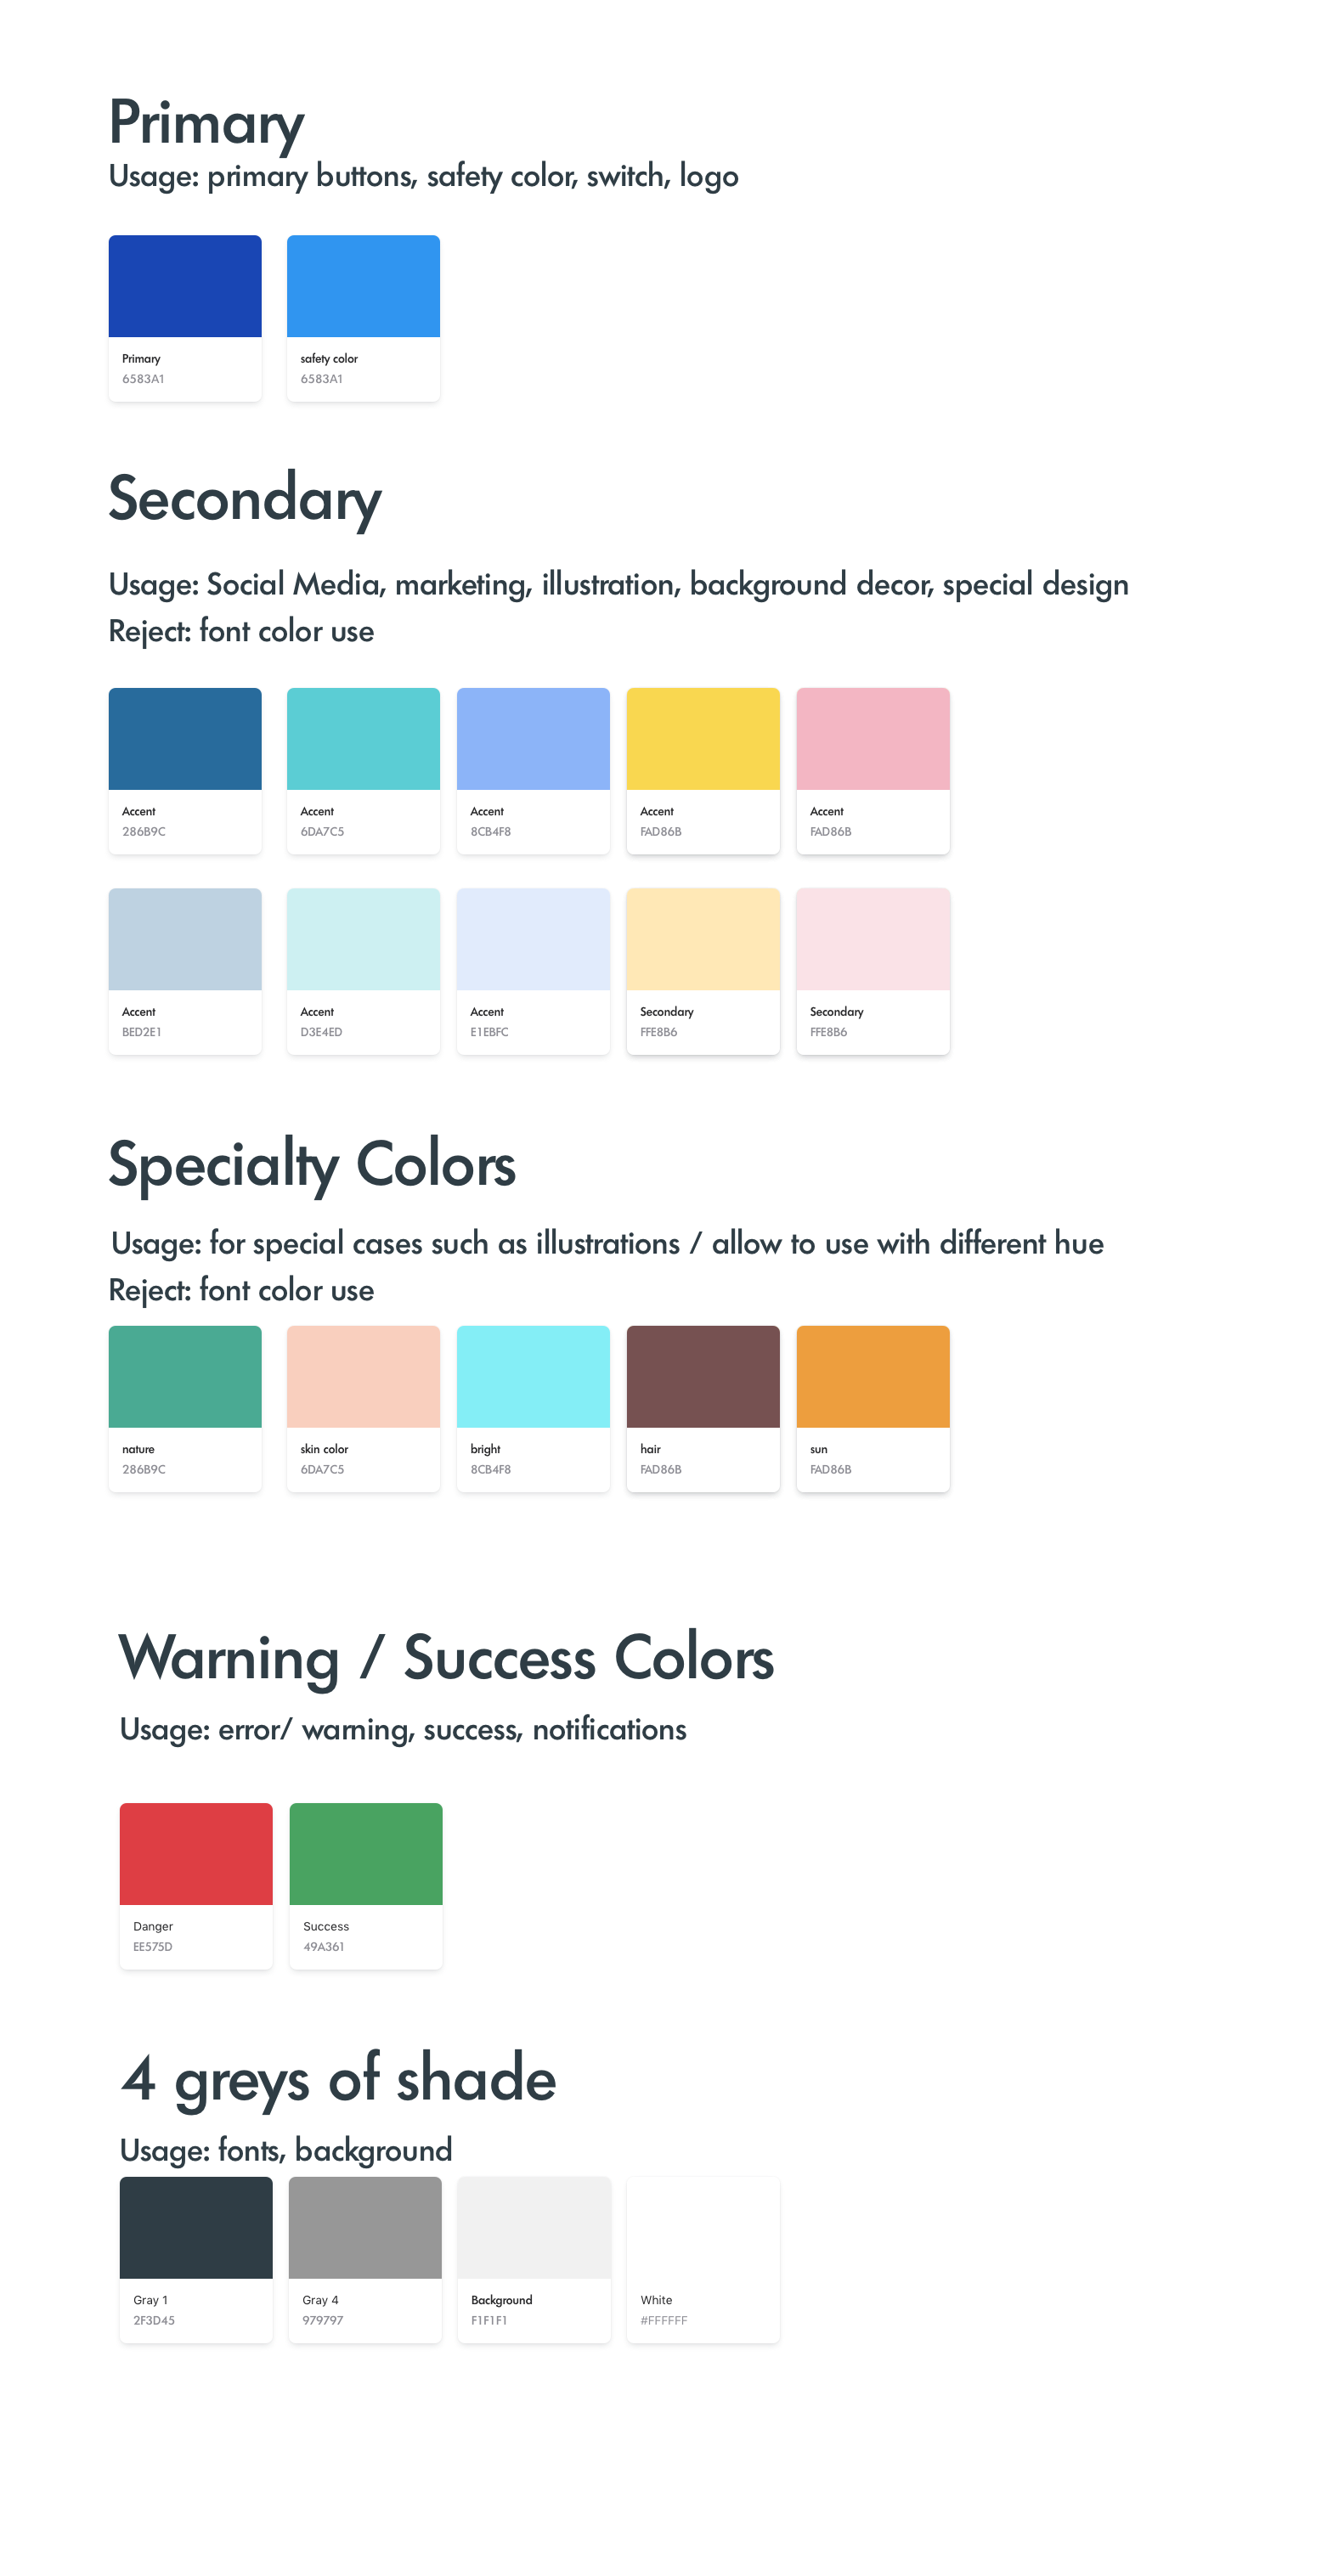 Primary
Usage: primary buttons, safety color, switch, logo
Primary
6583A1
safety color
6583A1
Secondary
Usage: Social Media, marketing, illustration, background decor, special design
Reject: font color use
Accent
286B9C
Accent
6DA7C5
Accent
8CB4F8
Accent
FAD86B
Accent
FAD86B
Accent
BED2E1
Accent
D3E4ED
Accent
E1EBFC
Secondary
FFE8B6
Secondary
FFE8B6
Specialty Colors
Usage: for special cases such as illustrations / allow to use with different hue
Reject: font color use
nature
286B9C
skin color
6DA7C5
bright
8CB4F8
hair
FAD86B
sun
FAD86B
Warning / Success Colors
Usage: error/ warning, success, notifications
Danger
EE575D
Success
49A361
4 greys of shade
Usage: fonts, background
Gray 1
2F3D45
Gray 4
979797
Background
F1F1F1
White
#FFFFFF